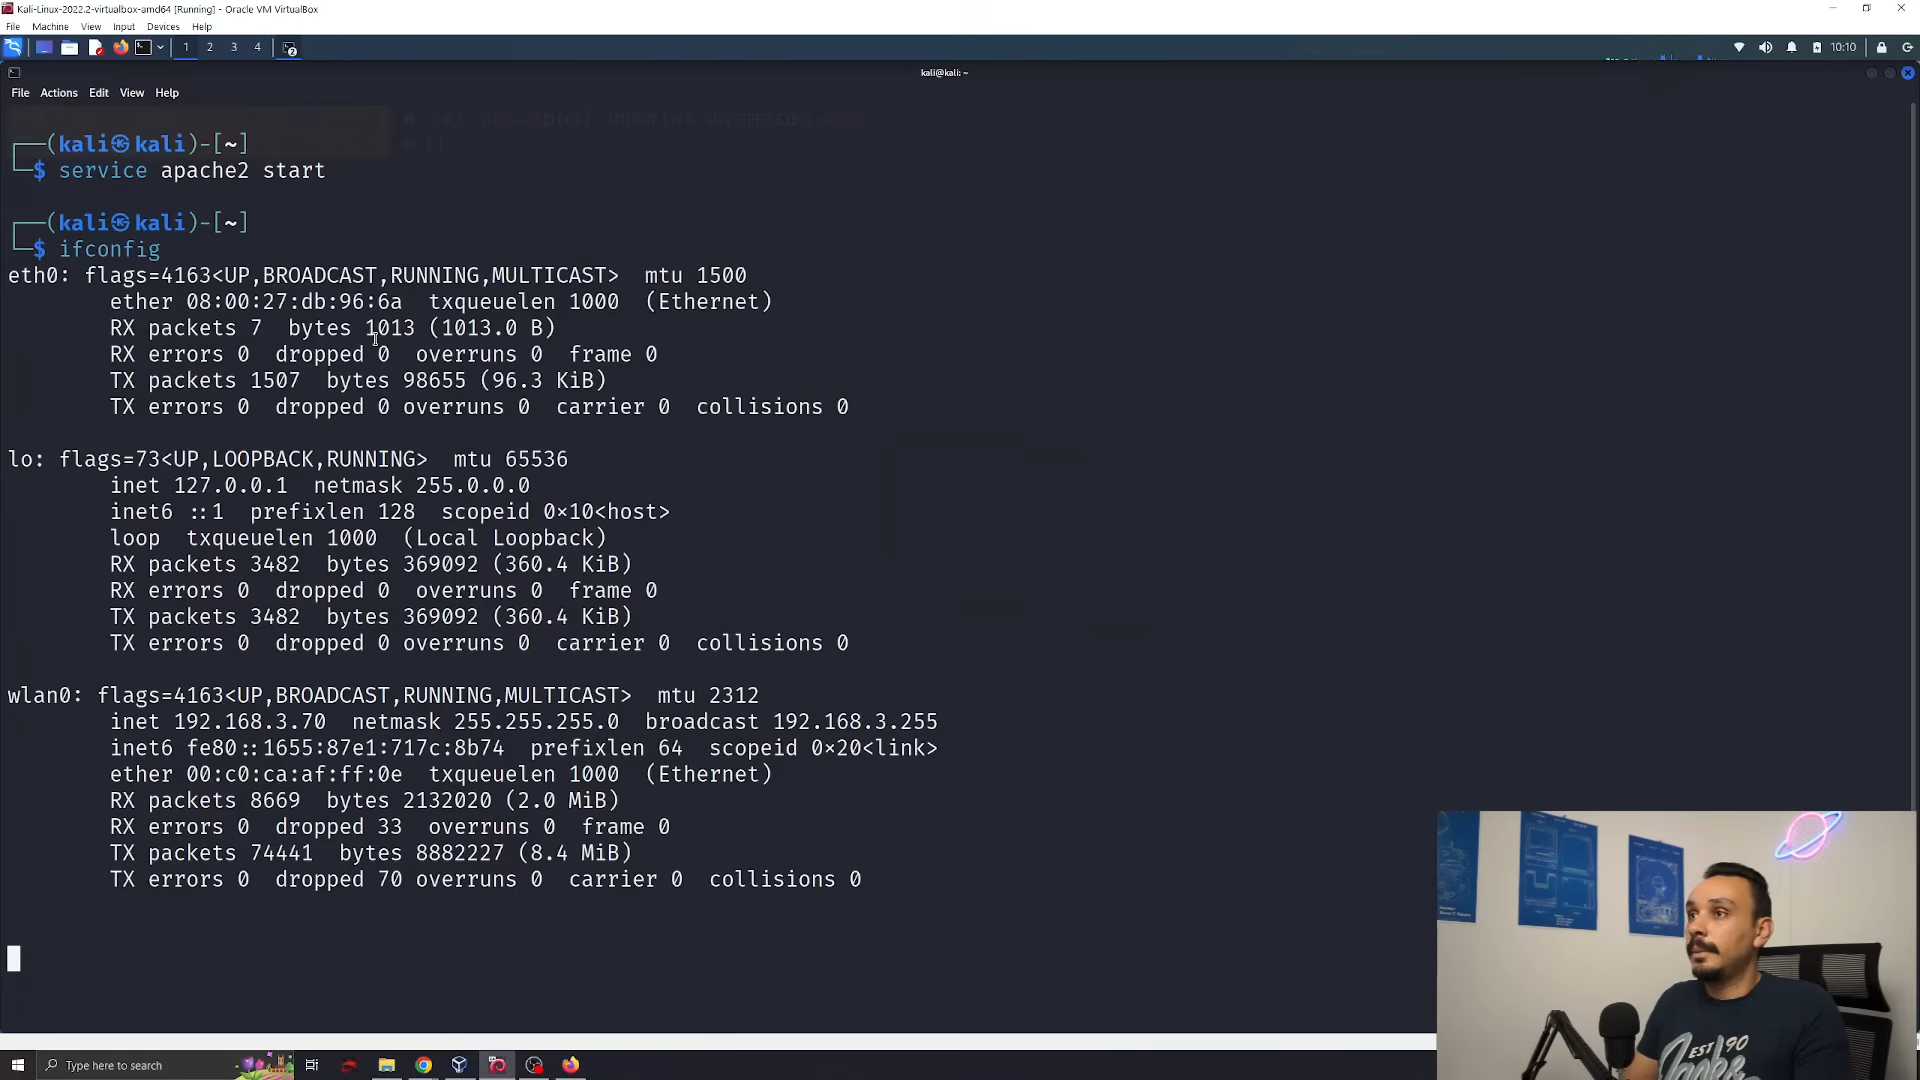 Kali-Linux-2022.2-virtualbox-amd64 [Running] - Oracle VM VirtualBox
File Machine View Input Devices Help
1 2 3 4 10:10
kali@kali: ~
File Actions Edit View Help
┌──(kali㉿kali)-[~]
└─$ service apache2 start
┌──(kali㉿kali)-[~]
└─$ ifconfig
eth0: flags=4163<UP,BROADCAST,RUNNING,MULTICAST>  mtu 1500
ether 08:00:27:db:96:6a  txqueuelen 1000  (Ethernet)
RX packets 7  bytes 1013 (1013.0 B)
RX errors 0  dropped 0  overruns 0  frame 0
TX packets 1507  bytes 98655 (96.3 KiB)
TX errors 0  dropped 0 overruns 0  carrier 0  collisions 0
lo: flags=73<UP,LOOPBACK,RUNNING>  mtu 65536
inet 127.0.0.1  netmask 255.0.0.0
inet6 ::1  prefixlen 128  scopeid 0×10<host>
loop  txqueuelen 1000  (Local Loopback)
RX packets 3482  bytes 369092 (360.4 KiB)
RX errors 0  dropped 0  overruns 0  frame 0
TX packets 3482  bytes 369092 (360.4 KiB)
TX errors 0  dropped 0 overruns 0  carrier 0  collisions 0
wlan0: flags=4163<UP,BROADCAST,RUNNING,MULTICAST>  mtu 2312
inet 192.168.3.70  netmask 255.255.255.0  broadcast 192.168.3.255
inet6 fe80::1655:87e1:717c:8b74  prefixlen 64  scopeid 0×20<link>
ether 00:c0:ca:af:ff:0e  txqueuelen 1000  (Ethernet)
RX packets 8669  bytes 2132020 (2.0 MiB)
RX errors 0  dropped 33  overruns 0  frame 0
TX packets 74441  bytes 8882227 (8.4 MiB)
TX errors 0  dropped 70 overruns 0  carrier 0  collisions 0
EST 90
Type here to search